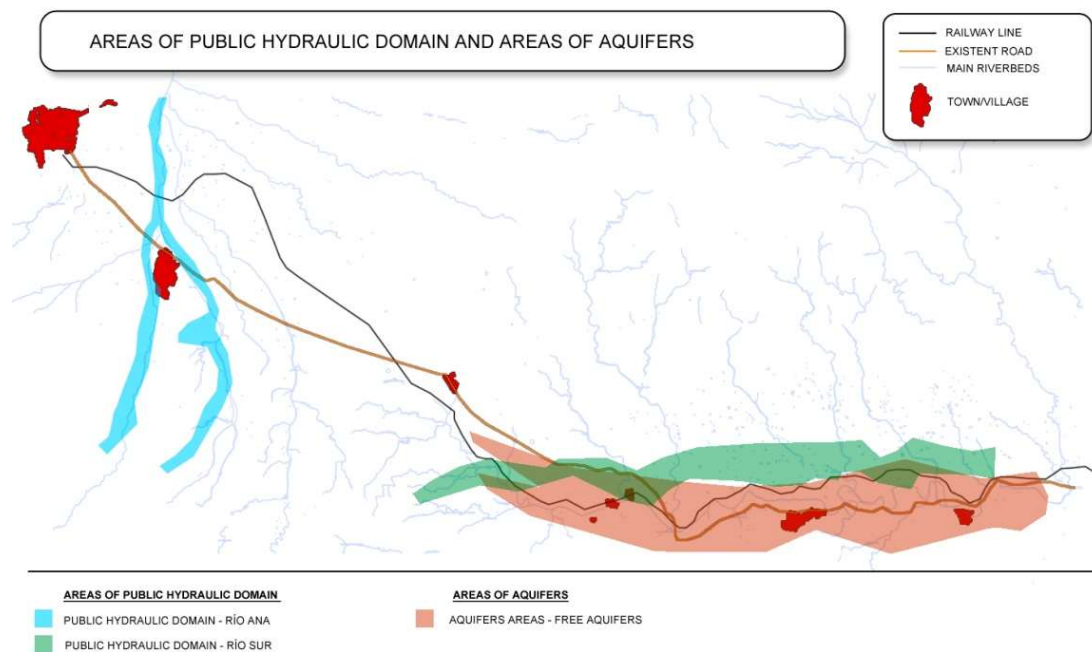 AREAS OF PUBLIC HYDRAULIC DOMAIN AND AREAS OF AQUIFERS
RAILWAY LINE
EXISTENT ROAD
MAIN RIVERBEDS
TOWN/VILLAGE
AREAS OF PUBLIC HYDRAULIC DOMAIN
PUBLIC HYDRAULIC DOMAIN - RÍO ANA
PUBLIC HYDRAULIC DOMAIN - RÍO SUR
AREAS OF AQUIFERS
AQUIFERS AREAS - FREE AQUIFERS